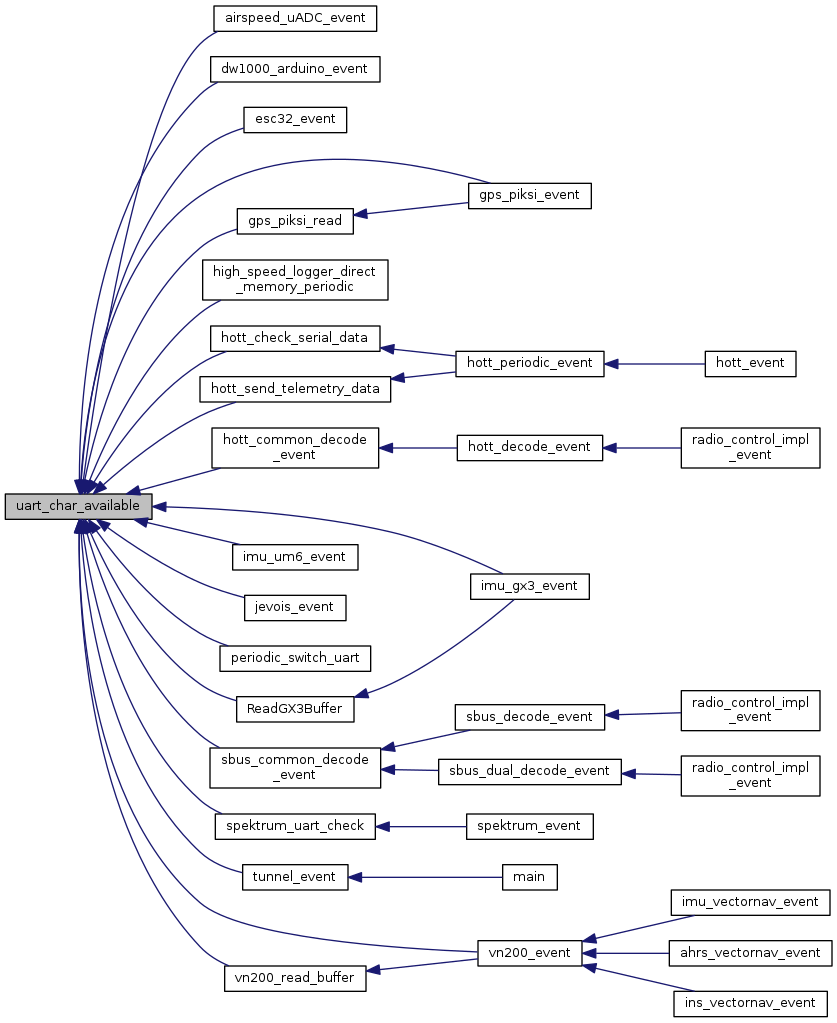 airspeed_uADC_event
dw1000_arduino_event
esc32_event
gps_piksi_event
gps_piksi_read
high_speed_logger_direct
_memory_periodic
hott_check_serial_data
hott_periodic_event
hott_event
hott_send_telemetry_data
hott_common_decode
_event
hott_decode_event
radio_control_impl
_event
uart_char_available
imu_um6_event
imu_gx3_event
jevois_event
periodic_switch_uart
ReadGX3Buffer
sbus_decode_event
radio_control_impl
_event
sbus_common_decode
_event
sbus_dual_decode_event
radio_control_impl
_event
spektrum_uart_check
spektrum_event
tunnel_event
main
imu_vectornav_event
vn200_event
ahrs_vectornav_event
vn200_read_buffer
ins_vectornav_event